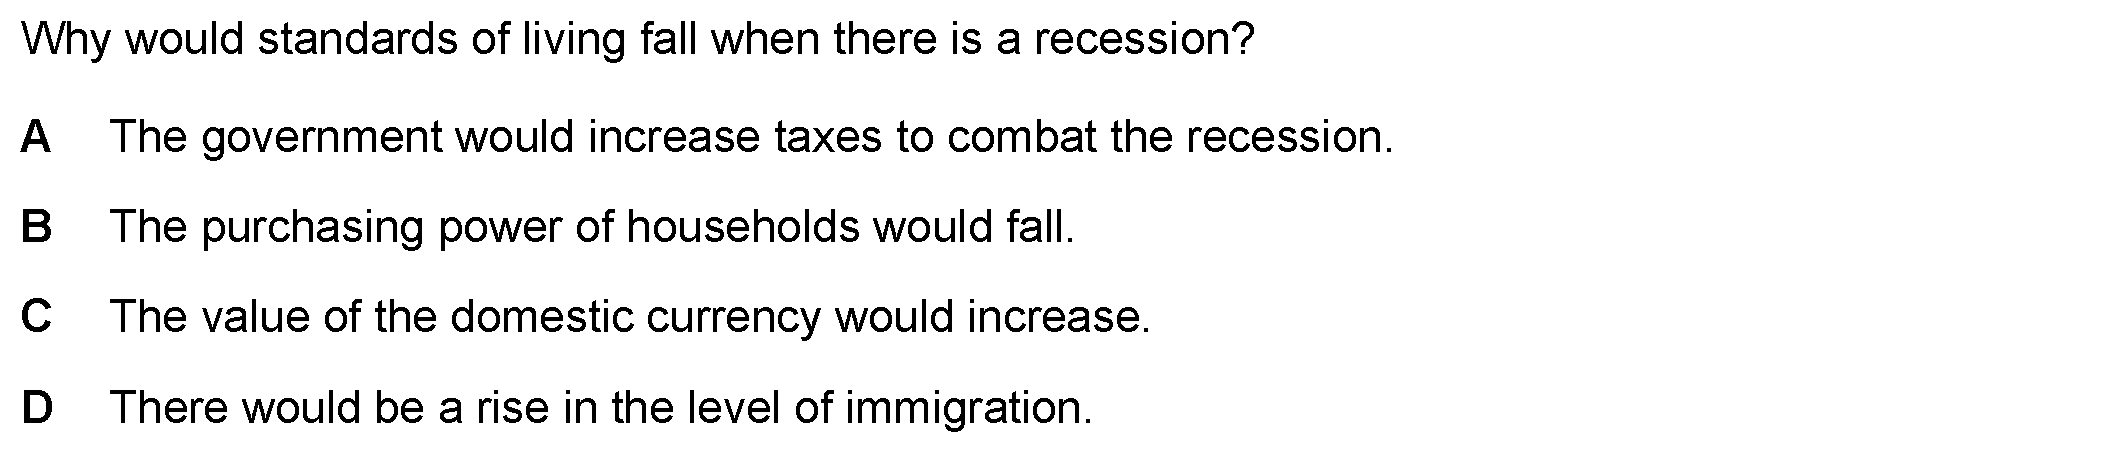 Why would standards of living fall when there is a recession?
A The government would increase taxes to combat the recession.
B The purchasing power of households would fall.
C The value of the domestic currency would increase.
D There would be a rise in the level of immigration.